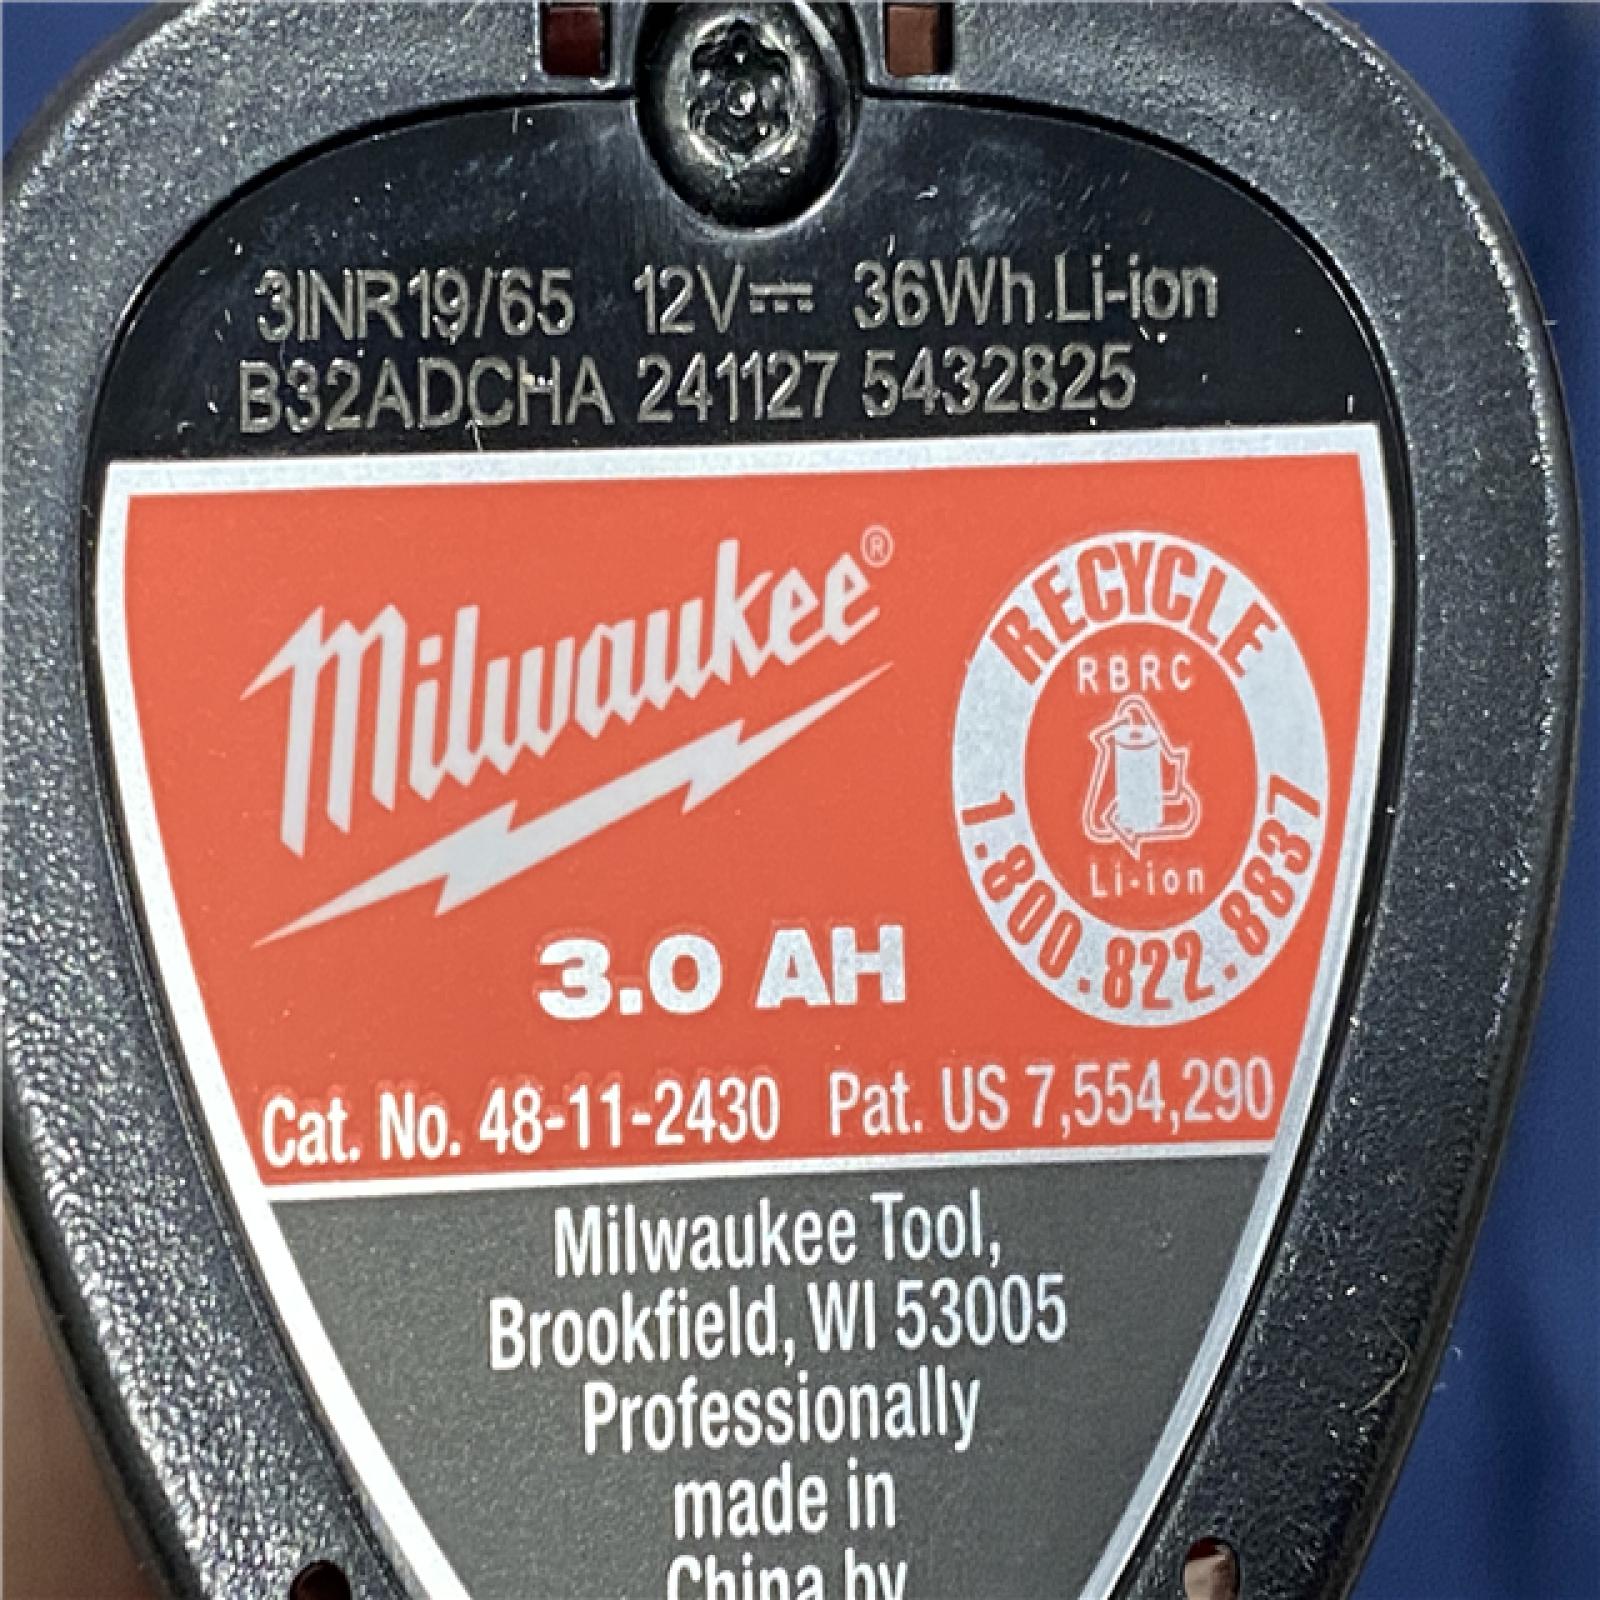 3INR19/65 12V⎓ 36Wh Li-ion
B32ADCHA 241127 5432825
Milwaukee®
RECYCLE
RBRC
Li-ion
1.800.822.8837
3.0 AH
Cat. No. 48-11-2430 Pat. US 7,554,290
Milwaukee Tool,
Brookfield, WI 53005
Professionally
made in
China by